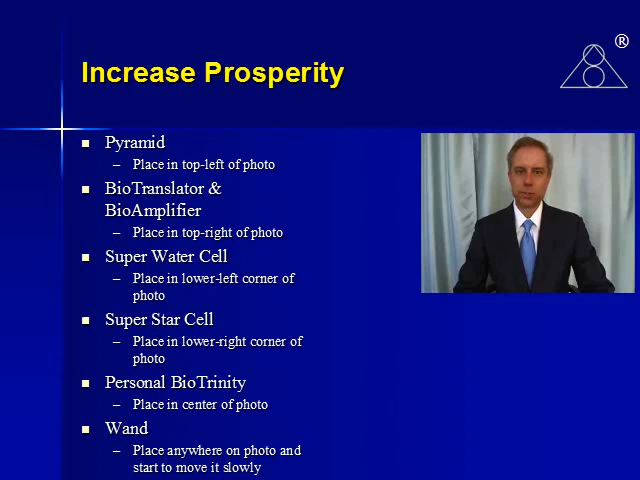 Increase Prosperity
®
Pyramid
– Place in top-left of photo
BioTranslator &
BioAmplifier
– Place in top-right of photo
Super Water Cell
– Place in lower-left corner of
photo
Super Star Cell
– Place in lower-right corner of
photo
Personal BioTrinity
– Place in center of photo
Wand
– Place anywhere on photo and
start to move it slowly